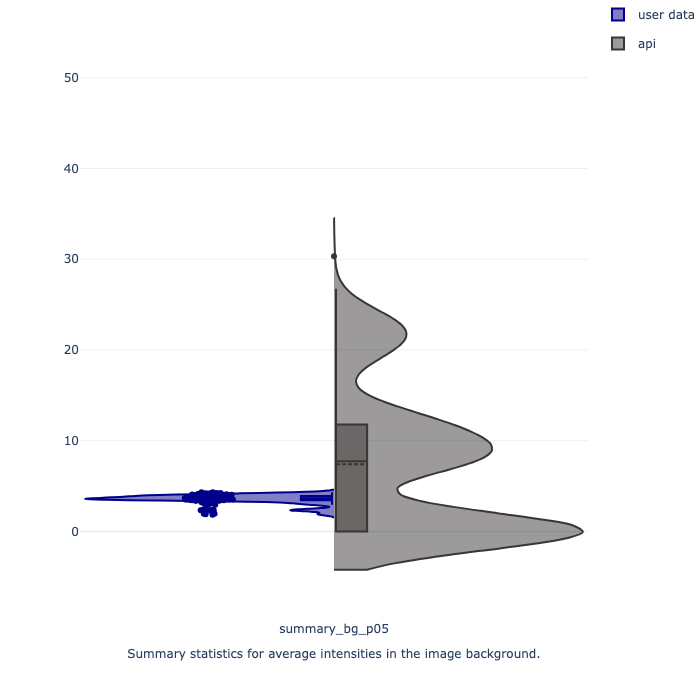 user data
api
50
40
30
20
10
0
summary_bg_p05
Summary statistics for average intensities in the image background.